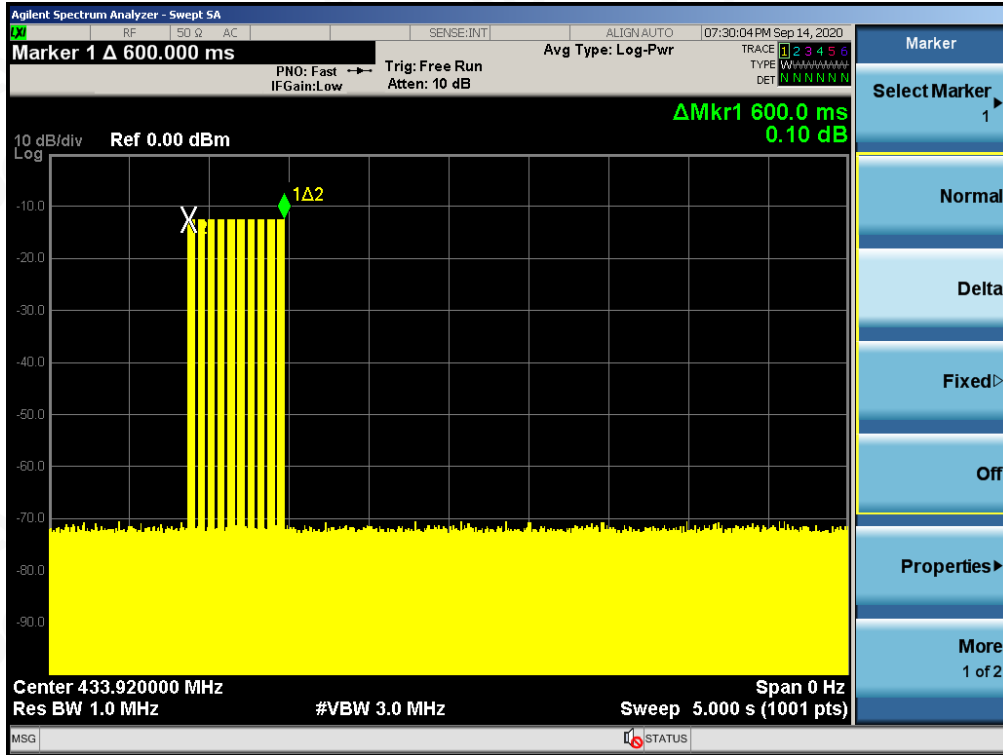 Agilent Spectrum Analyzer - Swept SA
LXI RF 50 Ω AC SENSE:INT ALIGN AUTO 07:30:04 PM Sep 14, 2020
Marker 1 Δ 600.000 ms
PNO: Fast
IFGain:Low
Trig: Free Run
Atten: 10 dB
Avg Type: Log-Pwr
TRACE 1 2 3 4 5 6
TYPE WWWWWW
DET N N N N N N
ΔMkr1 600.0 ms
0.10 dB
10 dB/div
Log
Ref 0.00 dBm
1Δ2
-10.0
-20.0
-30.0
-40.0
-50.0
-60.0
-70.0
-80.0
-90.0
Center 433.920000 MHz
Span 0 Hz
Res BW 1.0 MHz
#VBW 3.0 MHz
Sweep 5.000 s (1001 pts)
MSG
STATUS
Marker
Select Marker
1
Normal
Delta
Fixed
Off
Properties
More
1 of 2